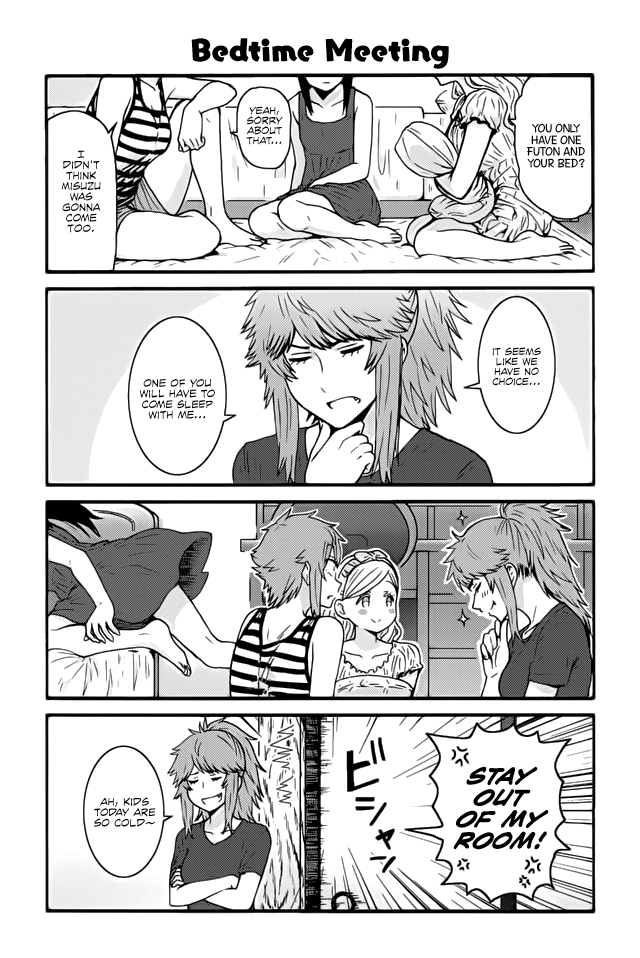 Bedtime Meeting
YOU ONLY
HAVE ONE
FUTON AND
YOUR BED?
YEAH,
SORRY
ABOUT
THAT...
I
DIDN'T
THINK
MISUZU
WAS
GONNA
COME
TOO.
IT SEEMS
LIKE WE
HAVE NO
CHOICE...
ONE OF YOU
WILL HAVE TO
COME SLEEP
WITH ME...
STAY
OUT
OF MY
ROOM!
ビシャン
AH, KIDS
TODAY ARE
SO COLD~